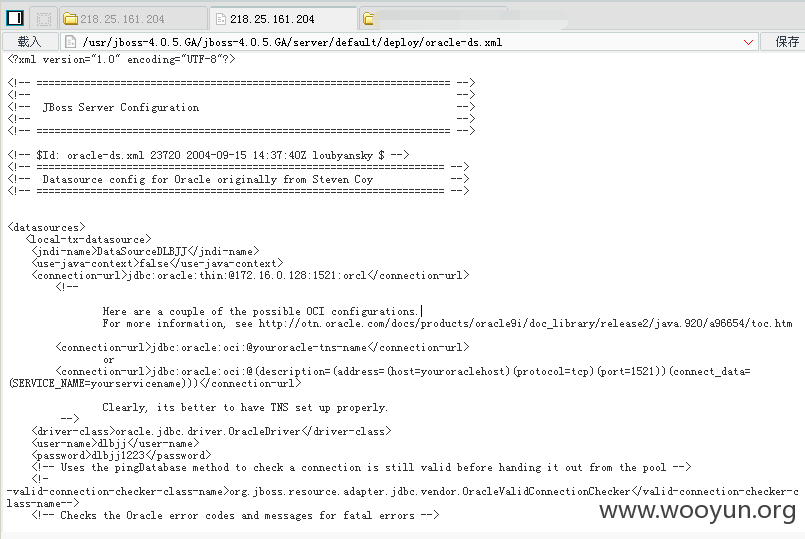 218.25.161.204
218.25.161.204
载入
/usr/jboss-4.0.5.GA/jboss-4.0.5.GA/server/default/deploy/oracle-ds.xml
保存
<?xml version="1.0" encoding="UTF-8"?>
<!-- ===================================================================== -->
<!-- -->
<!-- JBoss Server Configuration -->
<!-- -->
<!-- ===================================================================== -->
<!-- $Id: oracle-ds.xml 23720 2004-09-15 14:37:40Z loubyansky $ -->
<!-- ==================================================================== -->
<!-- Datasource config for Oracle originally from Steven Coy -->
<!-- ==================================================================== -->
<datasources>
<local-tx-datasource>
<jndi-name>DataSourceDLBJJ</jndi-name>
<use-java-context>false</use-java-context>
<connection-url>jdbc:oracle:thin:@172.16.0.128:1521:orcl</connection-url>
<!--
Here are a couple of the possible OCI configurations.
For more information, see http://otn.oracle.com/docs/products/oracle9i/doc_library/release2/java.920/a96654/toc.htm
<connection-url>jdbc:oracle:oci:@youroracle-tns-name</connection-url>
or
<connection-url>jdbc:oracle:oci:@(description=(address=(host=youroraclehost)(protocol=tcp)(port=1521))(connect_data=
(SERVICE_NAME=yourservicename)))</connection-url>
Clearly, its better to have TNS set up properly.
-->
<driver-class>oracle.jdbc.driver.OracleDriver</driver-class>
<user-name>dlbjj</user-name>
<password>dlbjj1223</password>
<!-- Uses the pingDatabase method to check a connection is still valid before handing it out from the pool -->
<!-
-valid-connection-checker-class-name>org.jboss.resource.adapter.jdbc.vendor.OracleValidConnectionChecker</valid-connection-checker-c
lass-name-->
<!-- Checks the Oracle error codes and messages for fatal errors -->
www.wooyun.org